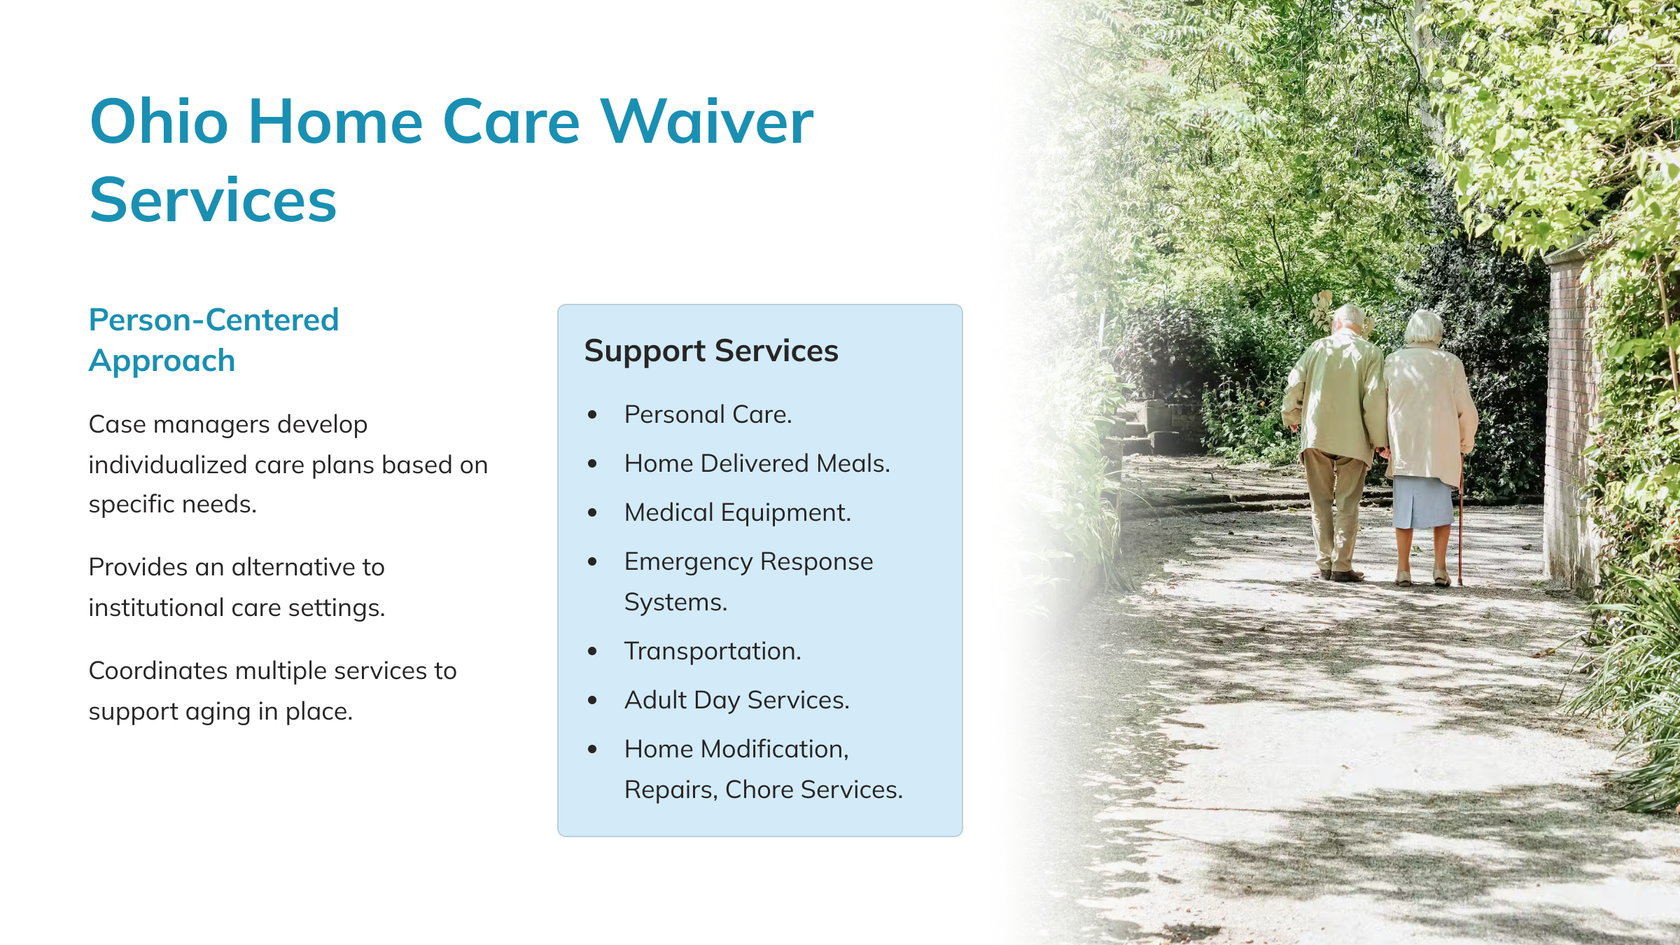 Ohio Home Care Waiver
Services
Person-Centered
Approach
Case managers develop
individualized care plans based on
specific needs.
Provides an alternative to
institutional care settings.
Coordinates multiple services to
support aging in place.
Support Services
• Personal Care.
• Home Delivered Meals.
• Medical Equipment.
• Emergency Response
Systems.
• Transportation.
• Adult Day Services.
• Home Modification,
Repairs, Chore Services.